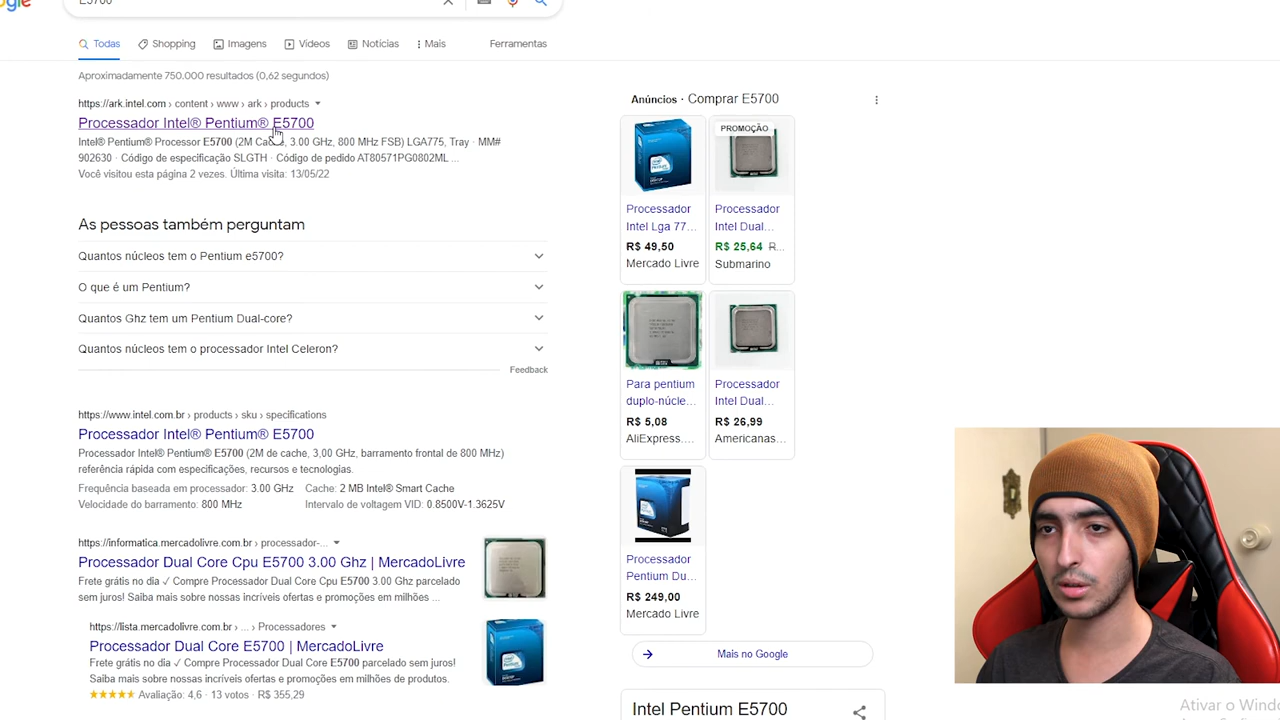 E5700
Todas
Shopping
Imagens
Vídeos
Notícias
Mais
Ferramentas
Aproximadamente 750.000 resultados (0,62 segundos)
https://ark.intel.com › content › www › ark › products
Processador Intel® Pentium® E5700
Intel® Pentium® Processor E5700 (2M Cache, 3.00 GHz, 800 MHz FSB) LGA775, Tray · MM#
902630 · Código de especificação SLGTH · Código de pedido AT80571PG0802ML ...
Você visitou esta página 2 vezes. Última visita: 13/05/22
As pessoas também perguntam
Quantos núcleos tem o Pentium e5700?
O que é um Pentium?
Quantos Ghz tem um Pentium Dual-core?
Quantos núcleos tem o processador Intel Celeron?
Feedback
https://www.intel.com.br › products › sku › specifications
Processador Intel® Pentium® E5700
Processador Intel® Pentium® E5700 (2M de cache, 3,00 GHz, barramento frontal de 800 MHz)
referência rápida com especificações, recursos e tecnologias.
Frequência baseada em processador: 3.00 GHz Cache: 2 MB Intel® Smart Cache
Velocidade do barramento: 800 MHz Intervalo de voltagem VID: 0.8500V-1.3625V
https://informatica.mercadolivre.com.br › processador-...
Processador Dual Core Cpu E5700 3.00 Ghz | MercadoLivre
Frete grátis no dia ✓ Compre Processador Dual Core Cpu E5700 3.00 Ghz parcelado
sem juros! Saiba mais sobre nossas incríveis ofertas e promoções em milhões ...
https://lista.mercadolivre.com.br › ... › Processadores
Processador Dual Core E5700 | MercadoLivre
Frete grátis no dia ✓ Compre Processador Dual Core E5700 parcelado sem juros!
Saiba mais sobre nossas incríveis ofertas e promoções em milhões de produtos.
Avaliação: 4,6 · 13 votos · R$ 355,29
Anúncios · Comprar E5700
Processador
Intel Lga 77...
R$ 49,50
Mercado Livre
PROMOÇÃO
Processador
Intel Dual...
R$ 25,64 R...
Submarino
Para pentium
duplo-núcle...
R$ 5,08
AliExpress....
Processador
Intel Dual...
R$ 26,99
Americanas...
Processador
Pentium Du...
R$ 249,00
Mercado Livre
Mais no Google
Intel Pentium E5700
Ativar o Windo